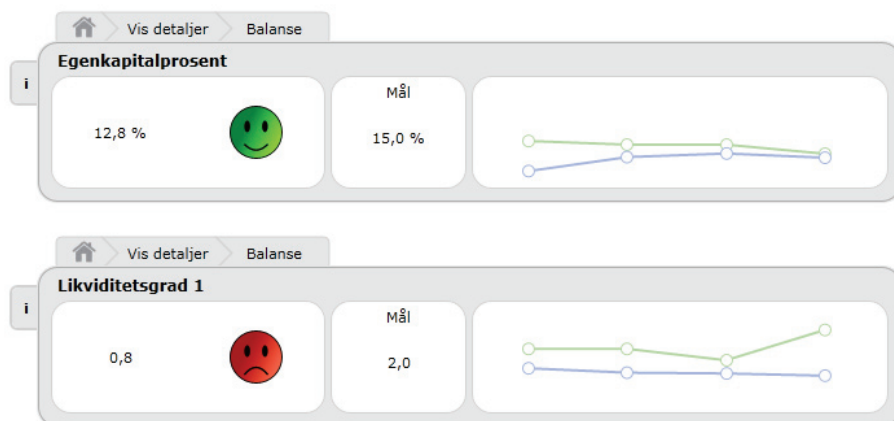 Vis detaljer Balanse
Egenkapitalprosent
i
Mål
12,8 %
15,0 %
Vis detaljer Balanse
Likviditetsgrad 1
i
Mål
0,8
2,0